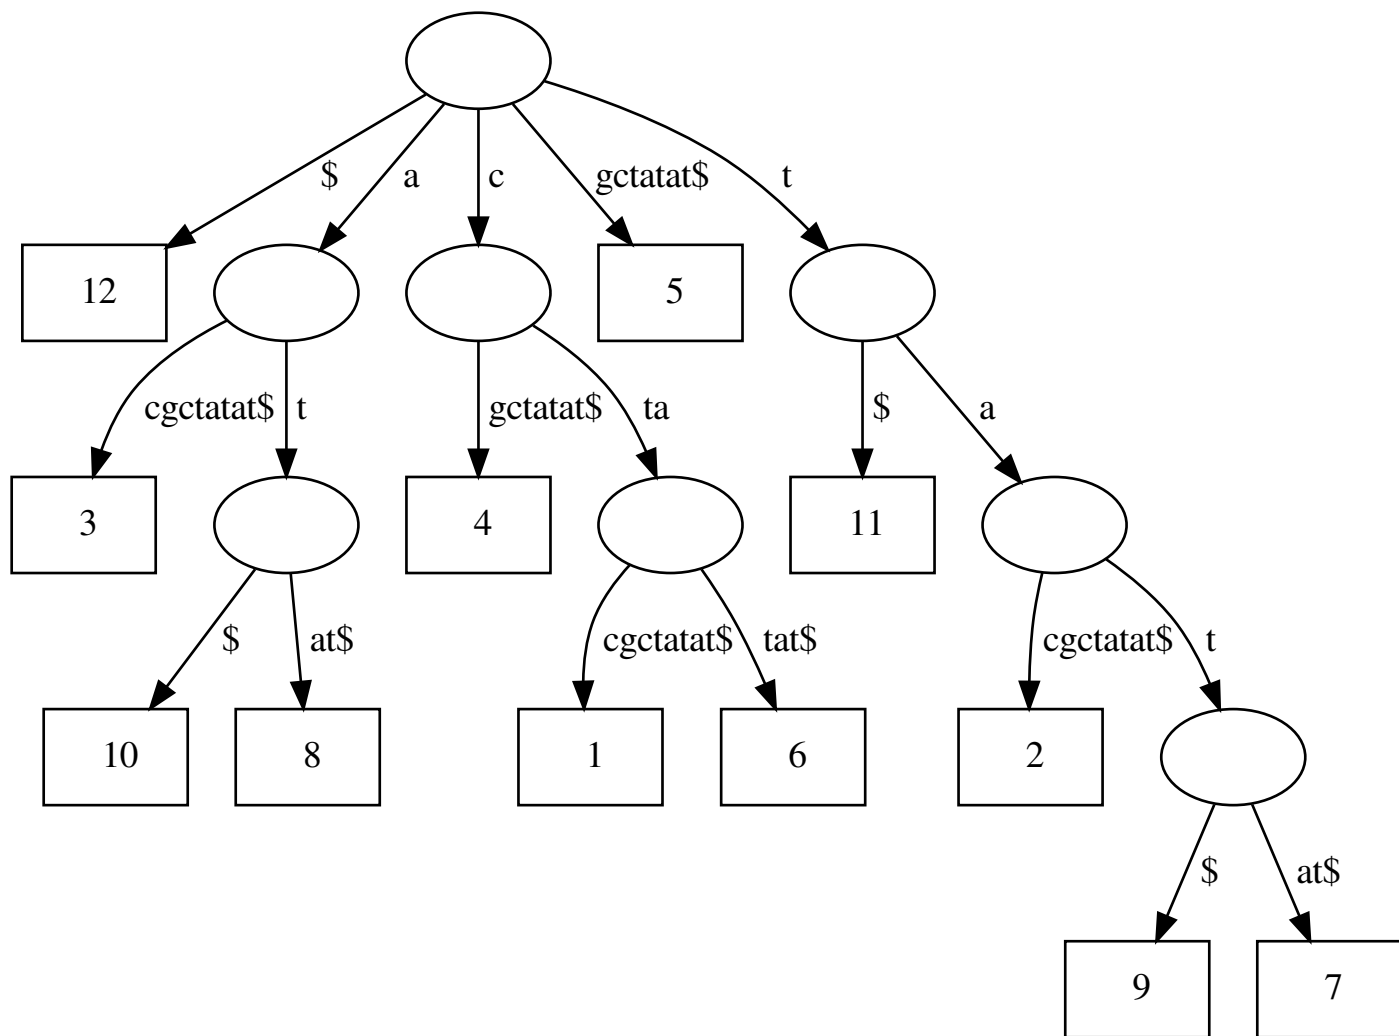 $ a c gctatat$ t
12 5
cgctatat$ t gctatat$ ta $ a
3 4 11
$ at$ cgctatat$ tat$ cgctatat$ t
10 8 1 6 2
$ at$
9 7